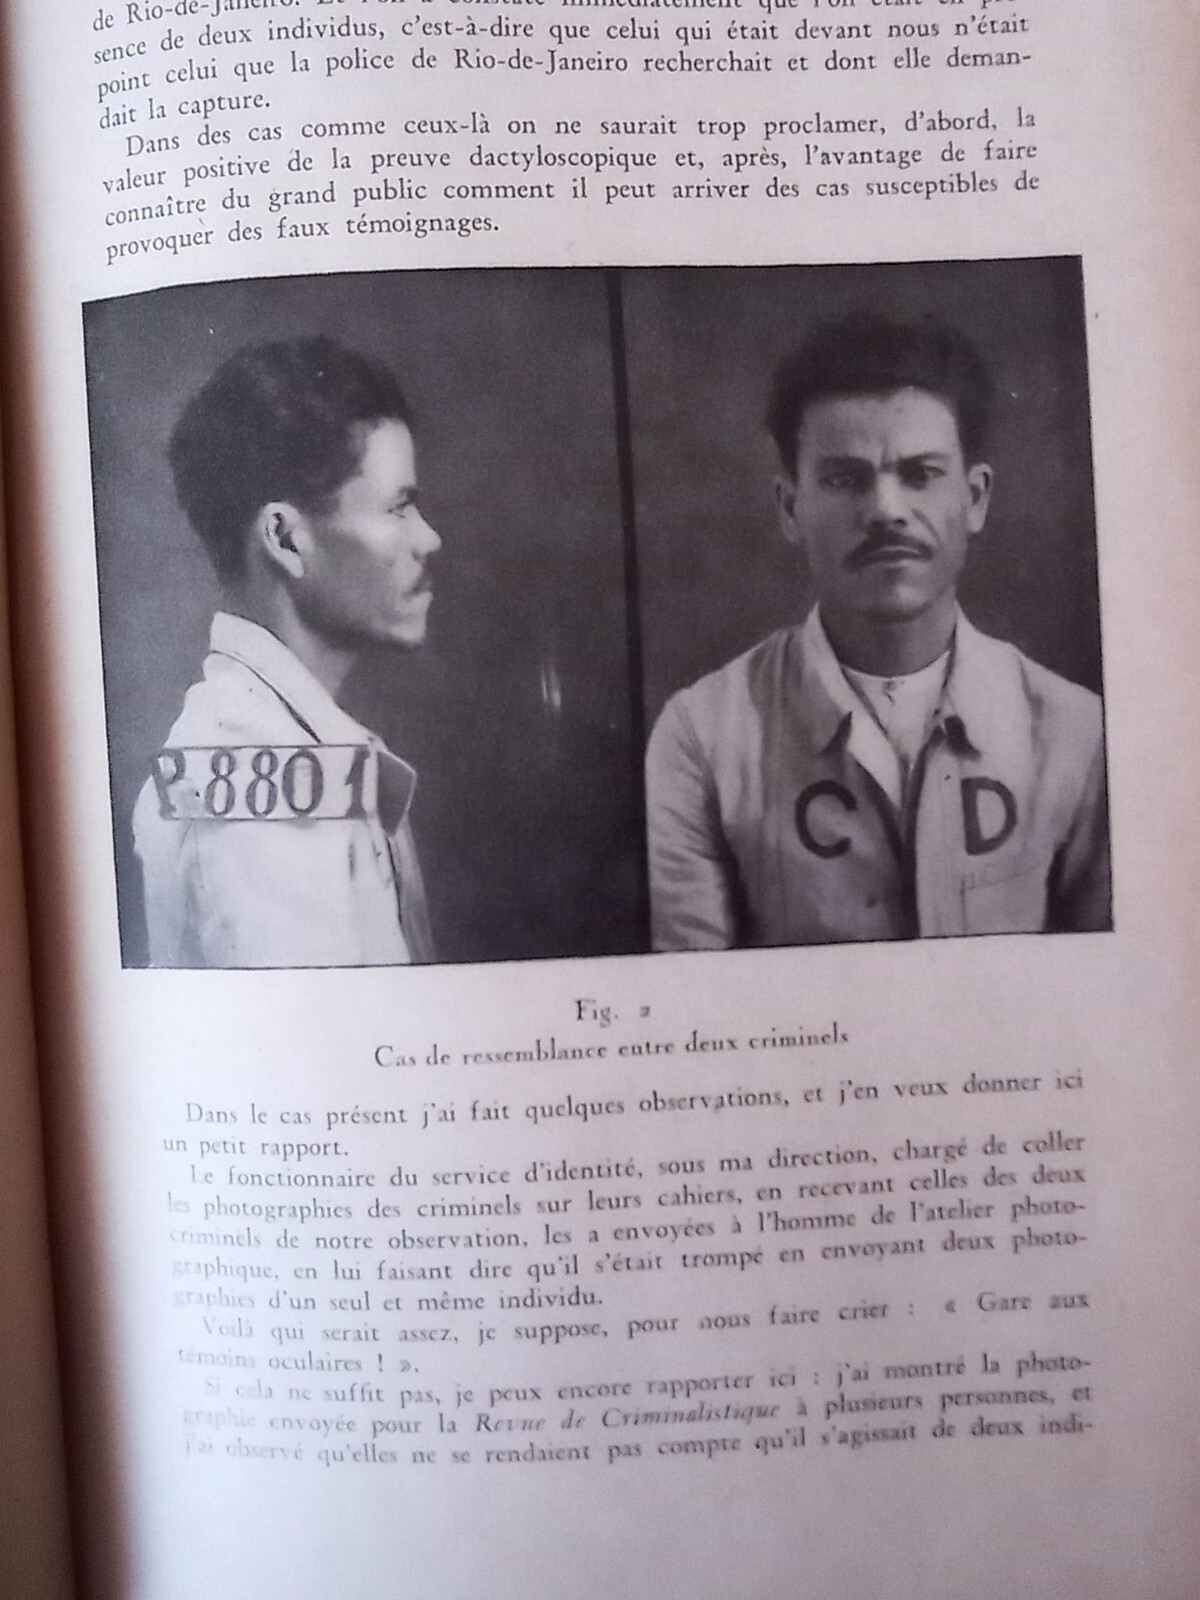 de Rio-de-Janeiro. Et l'on a constaté immédiatement que l'on était en pré-
sence de deux individus, c'est-à-dire que celui qui était devant nous n'était
point celui que la police de Rio-de-Janeiro recherchait et dont elle deman-
dait la capture.
Dans des cas comme ceux-là on ne saurait trop proclamer, d'abord, la
valeur positive de la preuve dactyloscopique et, après, l'avantage de faire
connaître du grand public comment il peut arriver des cas susceptibles de
provoquer des faux témoignages.
P.8801
C D
Fig. 2
Cas de ressemblance entre deux criminels
Dans le cas présent j'ai fait quelques observations, et j'en veux donner ici
un petit rapport.
Le fonctionnaire du service d'identité, sous ma direction, chargé de coller
les photographies des criminels sur leurs cahiers, en recevant celles des deux
criminels de notre observation, les a envoyées à l'homme de l'atelier photo-
graphique, en lui faisant dire qu'il s'était trompé en envoyant deux photo-
graphies d'un seul et même individu.
Voilà qui serait assez, je suppose, pour nous faire crier : « Gare aux
témoins oculaires ! ».
Si cela ne suffit pas, je peux encore rapporter ici : j'ai montré la photo-
graphie envoyée pour la Revue de Criminalistique à plusieurs personnes, et
j'ai observé qu'elles ne se rendaient pas compte qu'il s'agissait de deux indi-